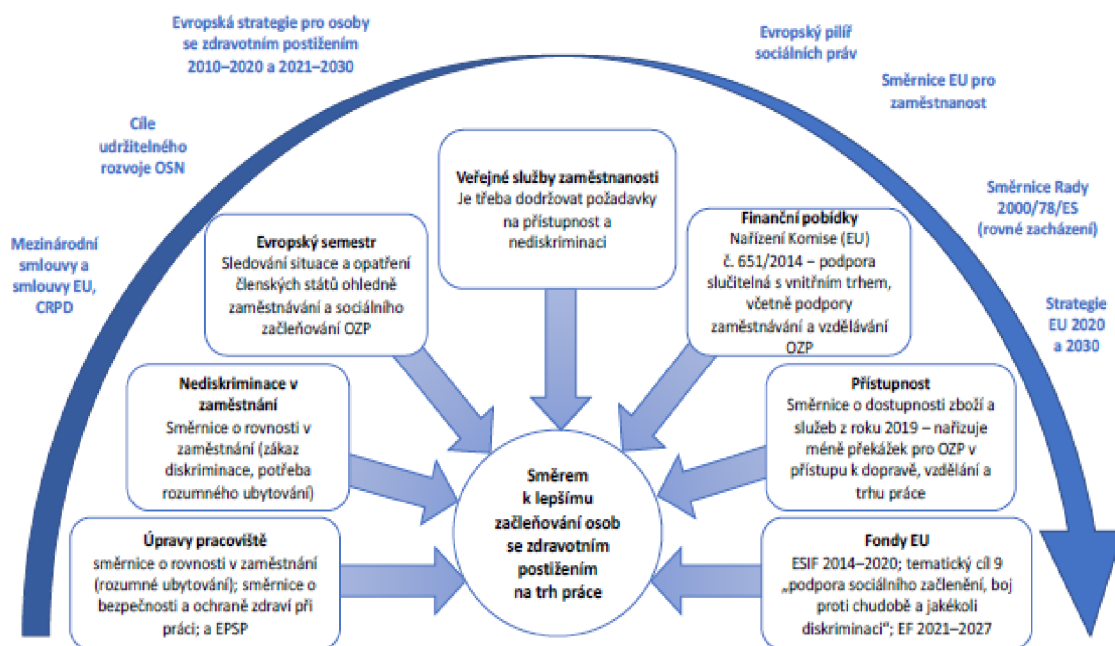 Evropská strategie pro osoby
se zdravotním postižením
2010–2020 a 2021–2030
Evropský pilíř
sociálních práv
Směrnice EU pro
zaměstnanost
Cíle
udržitelného
rozvoje OSN
Směrnice Rady
2000/78/ES
(rovné zacházení)
Mezinárodní
smlouvy a
smlouvy EU,
CRPD
Strategie
EU 2020
a 2030
Veřejné služby zaměstnanosti
Je třeba dodržovat požadavky
na přístupnost a
nediskriminaci
Evropský semestr
Sledování situace a opatření
členských států ohledně
zaměstnávání a sociálního
začleňování OZP
Finanční pobídky
Nařízení Komise (EU)
č. 651/2014 – podpora
slučitelná s vnitřním trhem,
včetně podpory
zaměstnávání a vzdělávání
OZP
Nediskriminace v
zaměstnání
Směrnice o rovnosti v
zaměstnání (zákaz
diskriminace, potřeba
rozumného ubytování)
Přístupnost
Směrnice o dostupnosti zboží a
služeb z roku 2019 – nařizuje
méně překážek pro OZP v
přístupu k dopravě, vzdělání a
trhu práce
Úpravy pracoviště
směrnice o rovnosti v zaměstnání
(rozumné ubytování); směrnice o
bezpečnosti a ochraně zdraví při
práci; a EPSP
Směrem
k lepšímu
začleňování osob
se zdravotním
postižením
na trh práce
Fondy EU
ESIF 2014–2020; tematický cíl 9
„podpora sociálního začlenění, boj
proti chudobě a jakékoli
diskriminaci“; EF 2021–2027